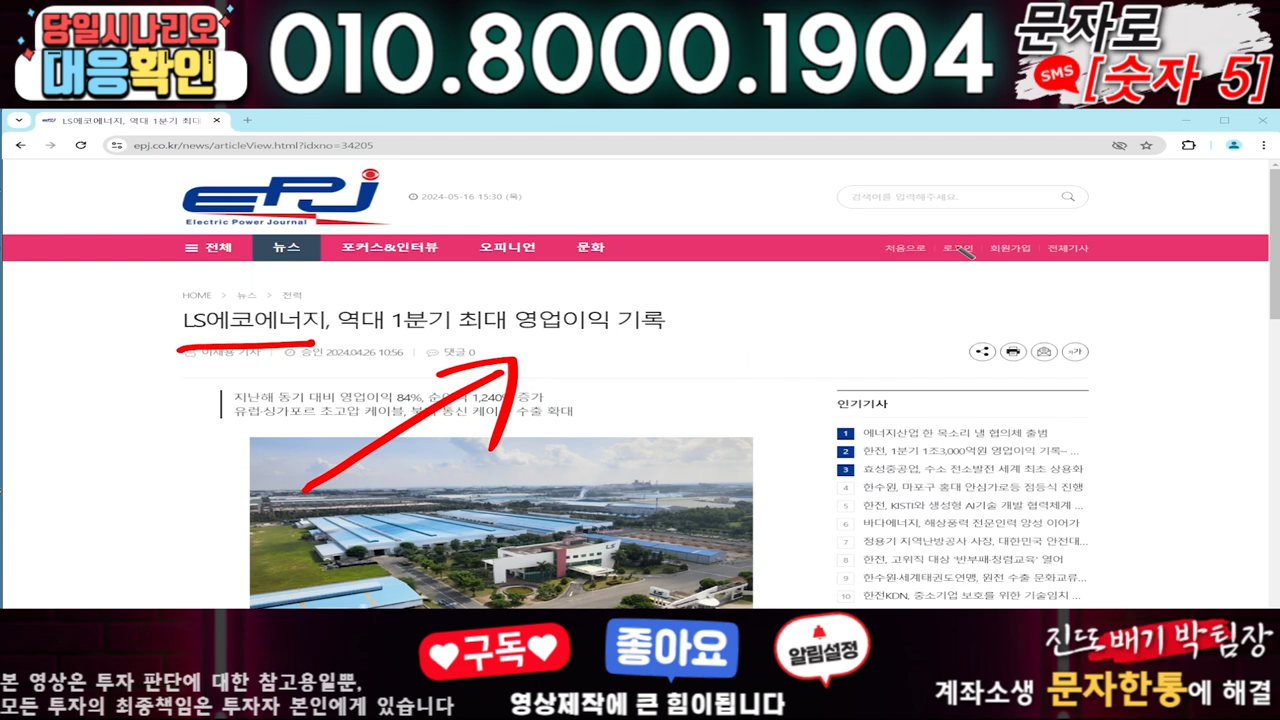 당일시나리오
대응확인
010.8000.1904
문자로
SMS
[숫자 5]
LS에코에너지, 역대 1분기 최대
epj.co.kr/news/articleView.html?idxno=34205
EPJ
Electric Power Journal
2024-05-16 15:30 (목)
검색어를 입력해주세요.
전체 뉴스 포커스&인터뷰 오피니언 문화
처음으로 로그인 회원가입 전체기사
HOME > 뉴스 > 전력
LS에코에너지, 역대 1분기 최대 영업이익 기록
이재용 기자 승인 2024.04.26 10:56 댓글 0
가
지난해 동기 대비 영업이익 84%, 1,240% 증가
유럽·싱가포르 초고압 케이블, 통신 수출 확대
인기기사
1 에너지산업 한 목소리 낼 협의체 출범
2 한전, 1분기 1조3,000억원 영업이익 기록– ...
3 효성중공업, 수소 전소발전 세계 최초 상용화
4 한수원, 마포구 홍대 안심가로등 점등식 진행
5 한전, KISTI와 생성형 AI기술 개발 협력체계 ...
6 바다에너지, 해상풍력 전문인력 양성 이어가
7 정용기 지역난방공사 사장, 대한민국 안전대...
8 한전, 고위직 대상 '반부패·청렴교육' 열어
9 한수원·세계태권도연맹, 원전 수출 문화교류...
10 한전KDN, 중소기업 보호를 위한 기술임치 ...
구독
좋아요
알림설정
진또배기 박팀장
본 영상은 투자 판단에 대한 참고용일뿐,
모든 투자의 최종책임은 투자자 본인에게 있습니다
영상제작에 큰 힘이됩니다
계좌소생 문자한통에 해결